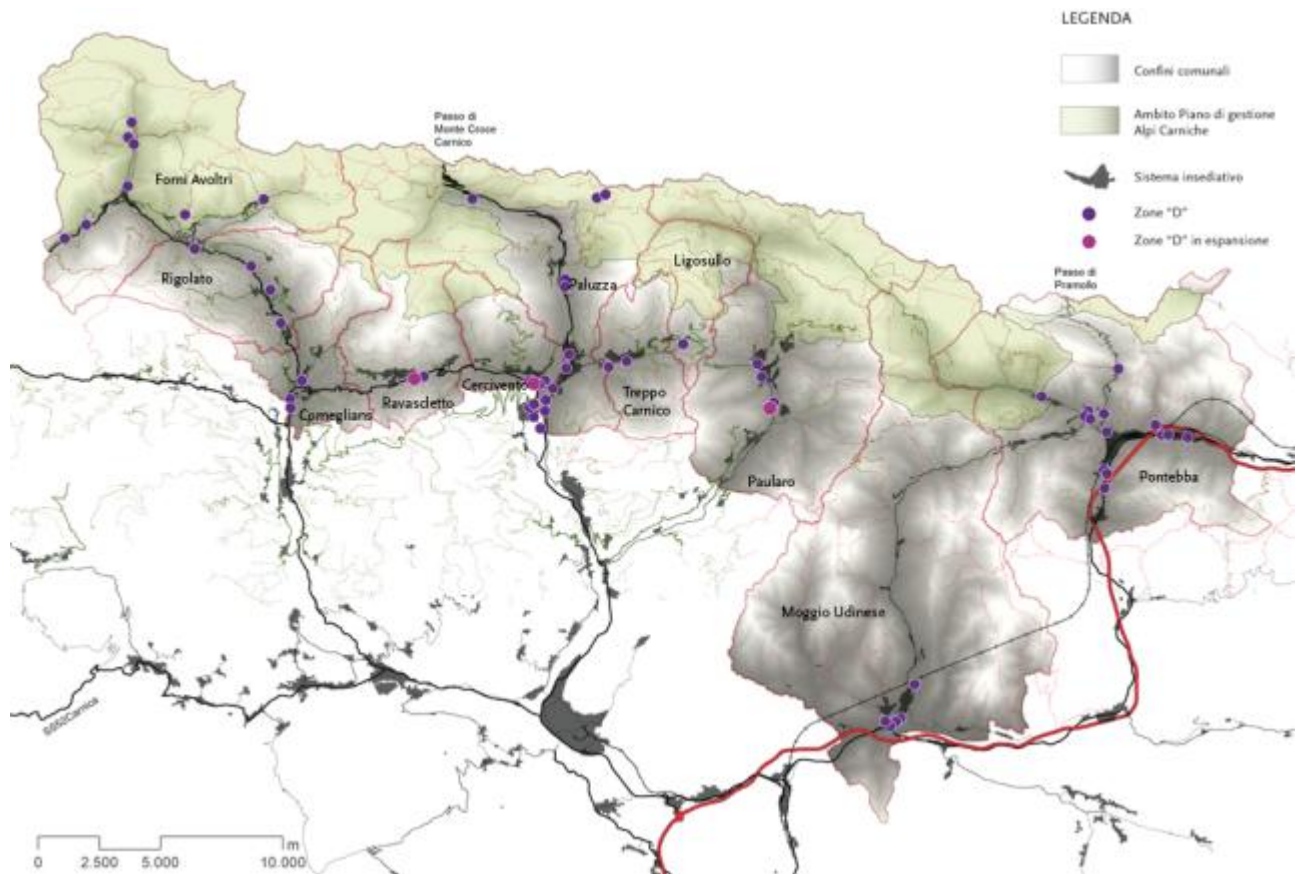 LEGENDA
Confini comunali
Ambito Piano di gestione
Alpi Carniche
Sistema insediativo
Zone "D"
Zone "D" in espansione
Passo di
Monte Croce
Carnico
Forni Avoltri
Ligosullo
Passo di
Pramollo
Rigolato
Paluzza
Cercivento
Ravascletto
Treppo
Carnico
Comeglians
Paularo
Pontebba
Moggio Udinese
SS52Carnica
m
0 2.500 5.000 10.000